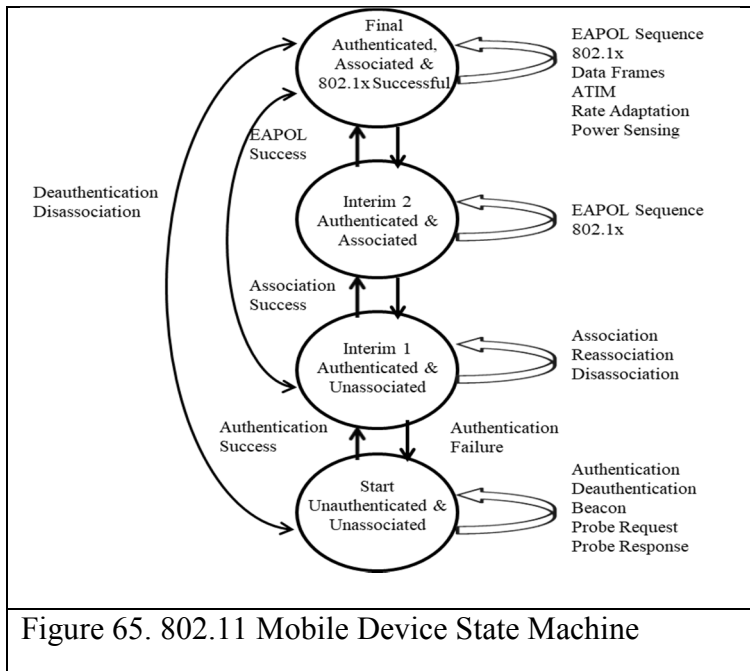 Final
Authenticated,
Associated &
802.1x Successful
EAPOL Sequence
802.1x
Data Frames
ATIM
Rate Adaptation
Power Sensing
EAPOL
Success
Deauthentication
Disassociation
Interim 2
Authenticated &
Associated
EAPOL Sequence
802.1x
Association
Success
Interim 1
Authenticated &
Unassociated
Association
Reassociation
Disassociation
Authentication
Success
Authentication
Failure
Start
Unauthenticated &
Unassociated
Authentication
Deauthentication
Beacon
Probe Request
Probe Response
Figure 65. 802.11 Mobile Device State Machine